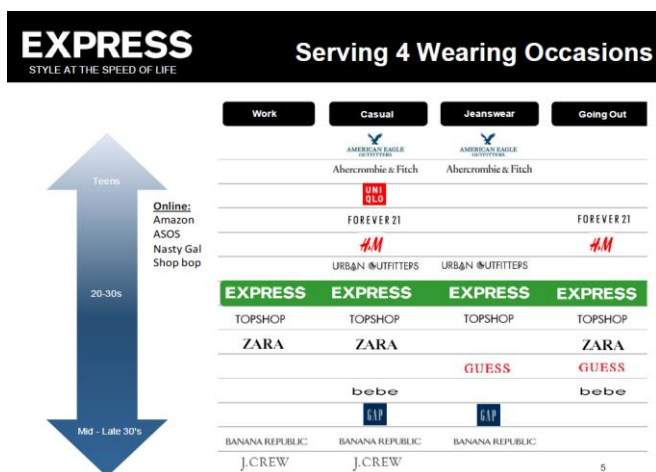 EXPRESS
STYLE AT THE SPEED OF LIFE
Serving 4 Wearing Occasions
Work Casual Jeanswear Going Out
AMERICAN EAGLE AMERICAN EAGLE
OUTFITTERS OUTFITTERS
Teens
Abercrombie & Fitch Abercrombie & Fitch
UNI
QLO
Online:
Amazon
ASOS
Nasty Gal
Shop bop
FOREVER 21 FOREVER 21
H&M H&M
URBAN OUTFITTERS URBAN OUTFITTERS
20-30s
EXPRESS EXPRESS EXPRESS EXPRESS
TOPSHOP TOPSHOP TOPSHOP
ZARA ZARA ZARA
GUESS GUESS
bebe bebe
GAP GAP
Mid - Late 30's
BANANA REPUBLIC BANANA REPUBLIC BANANA REPUBLIC
J.CREW J.CREW
5